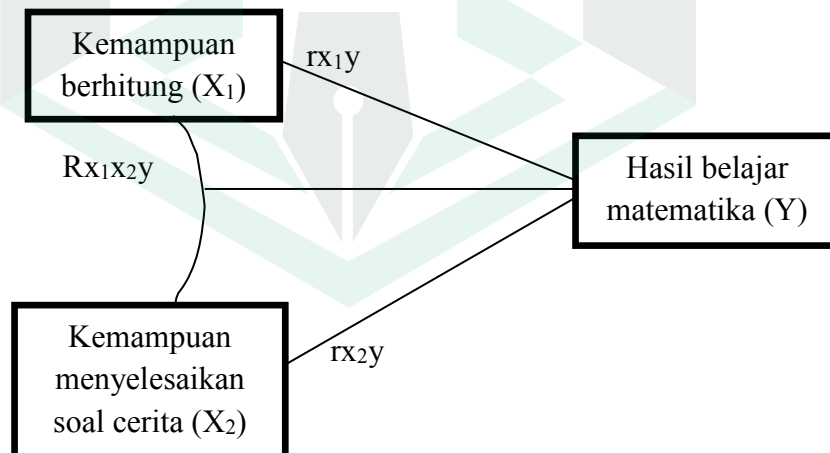 Kemampuan
berhitung (X₁)
rx₁y
Rx₁x₂y
Hasil belajar
matematika (Y)
rx₂y
Kemampuan
menyelesaikan
soal cerita (X₂)